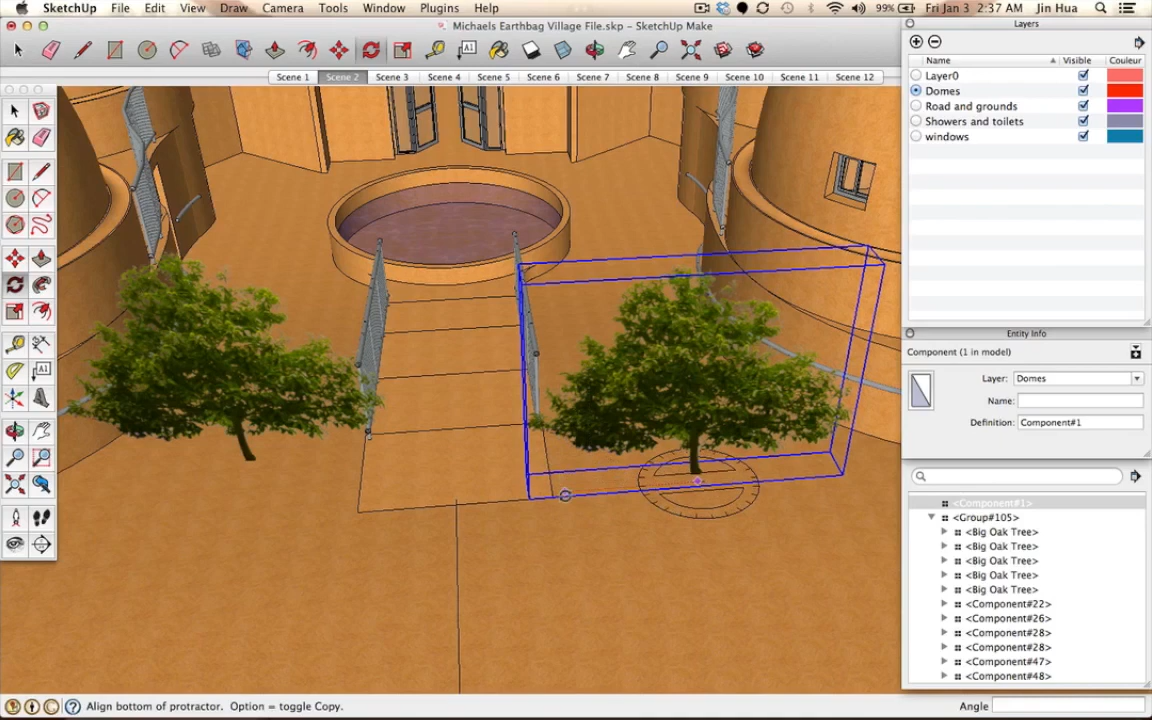 SketchUp File Edit View Draw Camera Tools Window Plugins Help 99% Fri Jan 3 2:37 AM Jin Hua
Michaels Earthbag Village File.skp - SketchUp Make
Layers
A1
Name Visible Couleur
Scene 1 Scene 2 Scene 3 Scene 4 Scene 5 Scene 6 Scene 7 Scene 8 Scene 9 Scene 10 Scene 11 Scene 12
Layer0
Domes
Road and grounds
Showers and toilets
windows
Entity Info
Component (1 in model)
A1
Layer: Domes
Name:
Definition: Component#1
<Component#1>
<Group#105>
<Big Oak Tree>
<Big Oak Tree>
<Big Oak Tree>
<Big Oak Tree>
<Big Oak Tree>
<Component#22>
<Component#26>
<Component#28>
<Component#28>
<Component#47>
<Component#48>
Align bottom of protractor. Option = toggle Copy. Angle